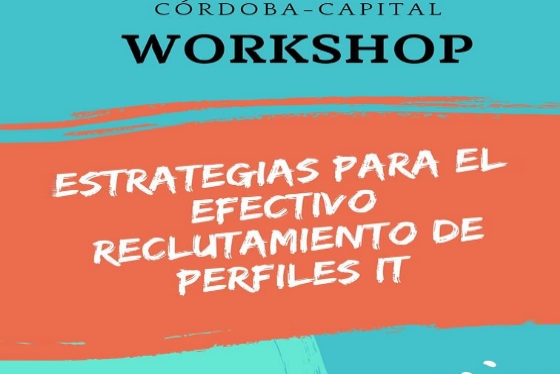 CÓRDOBA-CAPITAL
WORKSHOP
ESTRATEGIAS PARA EL
EFECTIVO
RECLUTAMIENTO DE
PERFILES IT